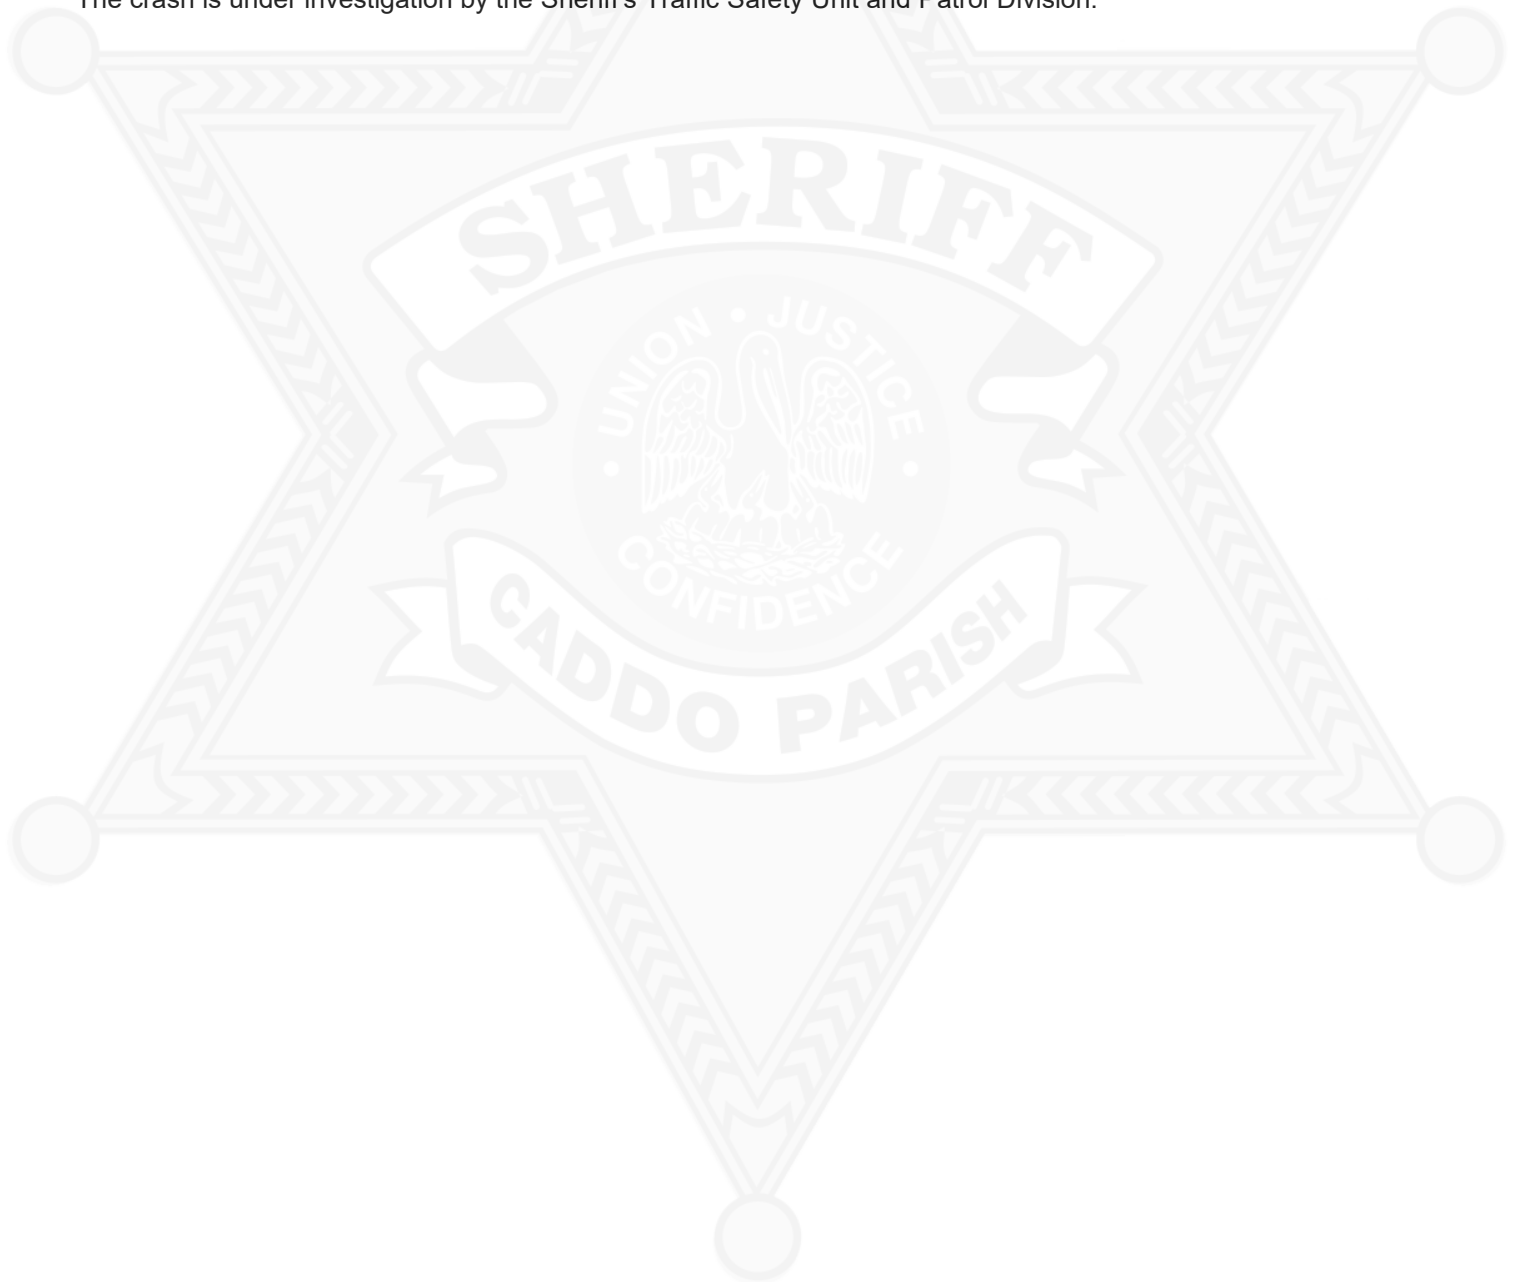 The crash is under investigation by the Sheriff's Traffic Safety Unit and Patrol Division.
SHERIFF
UNION • JUSTICE
• CONFIDENCE •
CADDO PARISH